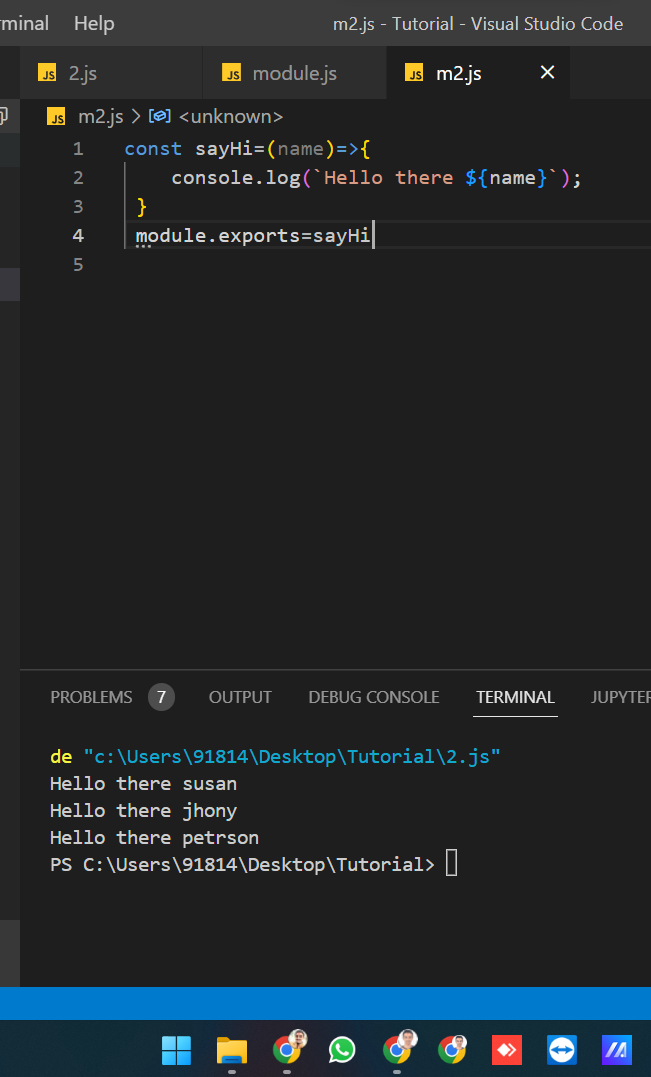 rminal Help m2.js - Tutorial - Visual Studio Code
JS 2.js JS module.js JS m2.js
JS m2.js > <unknown>
1 const sayHi=(name)=>{
2 console.log(`Hello there ${name}`);
3 }
4 module.exports=sayHi
5
PROBLEMS 7 OUTPUT DEBUG CONSOLE TERMINAL JUPYTER
de "c:\Users\91814\Desktop\Tutorial\2.js"
Hello there susan
Hello there jhony
Hello there petrson
PS C:\Users\91814\Desktop\Tutorial>